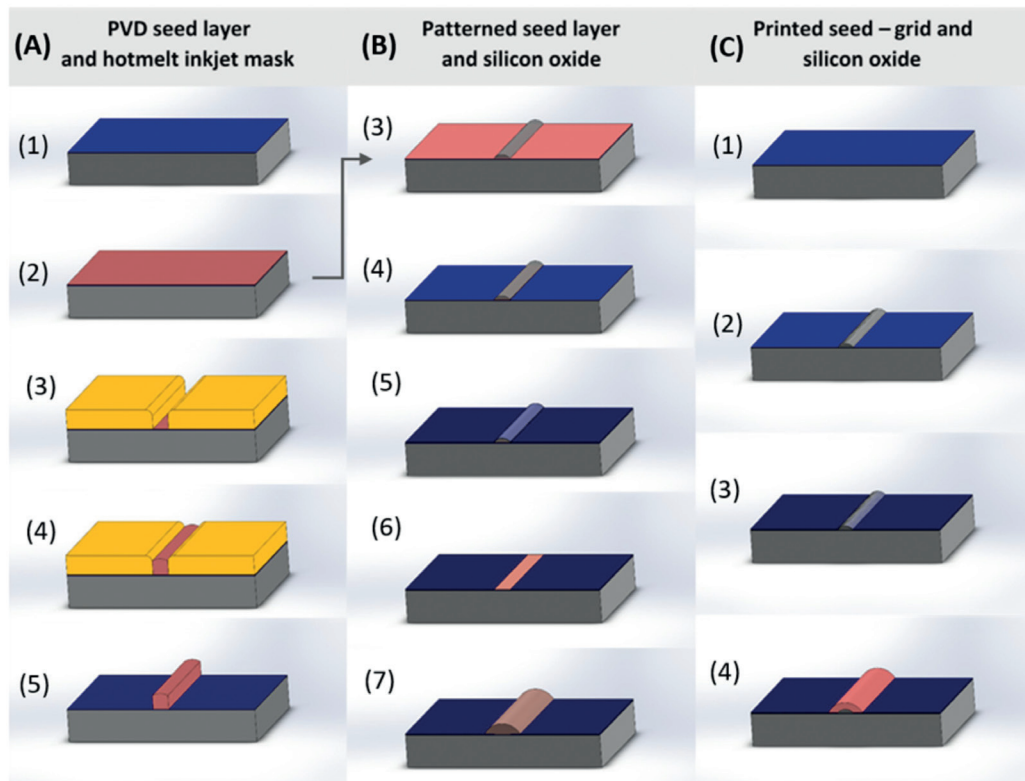 (A) PVD seed layer
and hotmelt inkjet mask
(1)
(2)
(3)
(4)
(5)
(B) Patterned seed layer
and silicon oxide
(3)
(4)
(5)
(6)
(7)
(C) Printed seed – grid and
silicon oxide
(1)
(2)
(3)
(4)